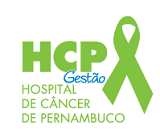 HCP
Gestão
HOSPITAL
DE CÂNCER
DE PERNAMBUCO